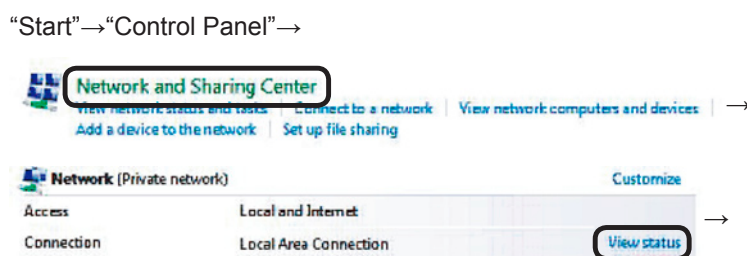 “Start”→“Control Panel”→
Network and Sharing Center
View network status and tasks | Connect to a network | View network computers and devices | →
Add a device to the network | Set up file sharing
Network (Private network) Customize
Access Local and Internet →
Connection Local Area Connection View status